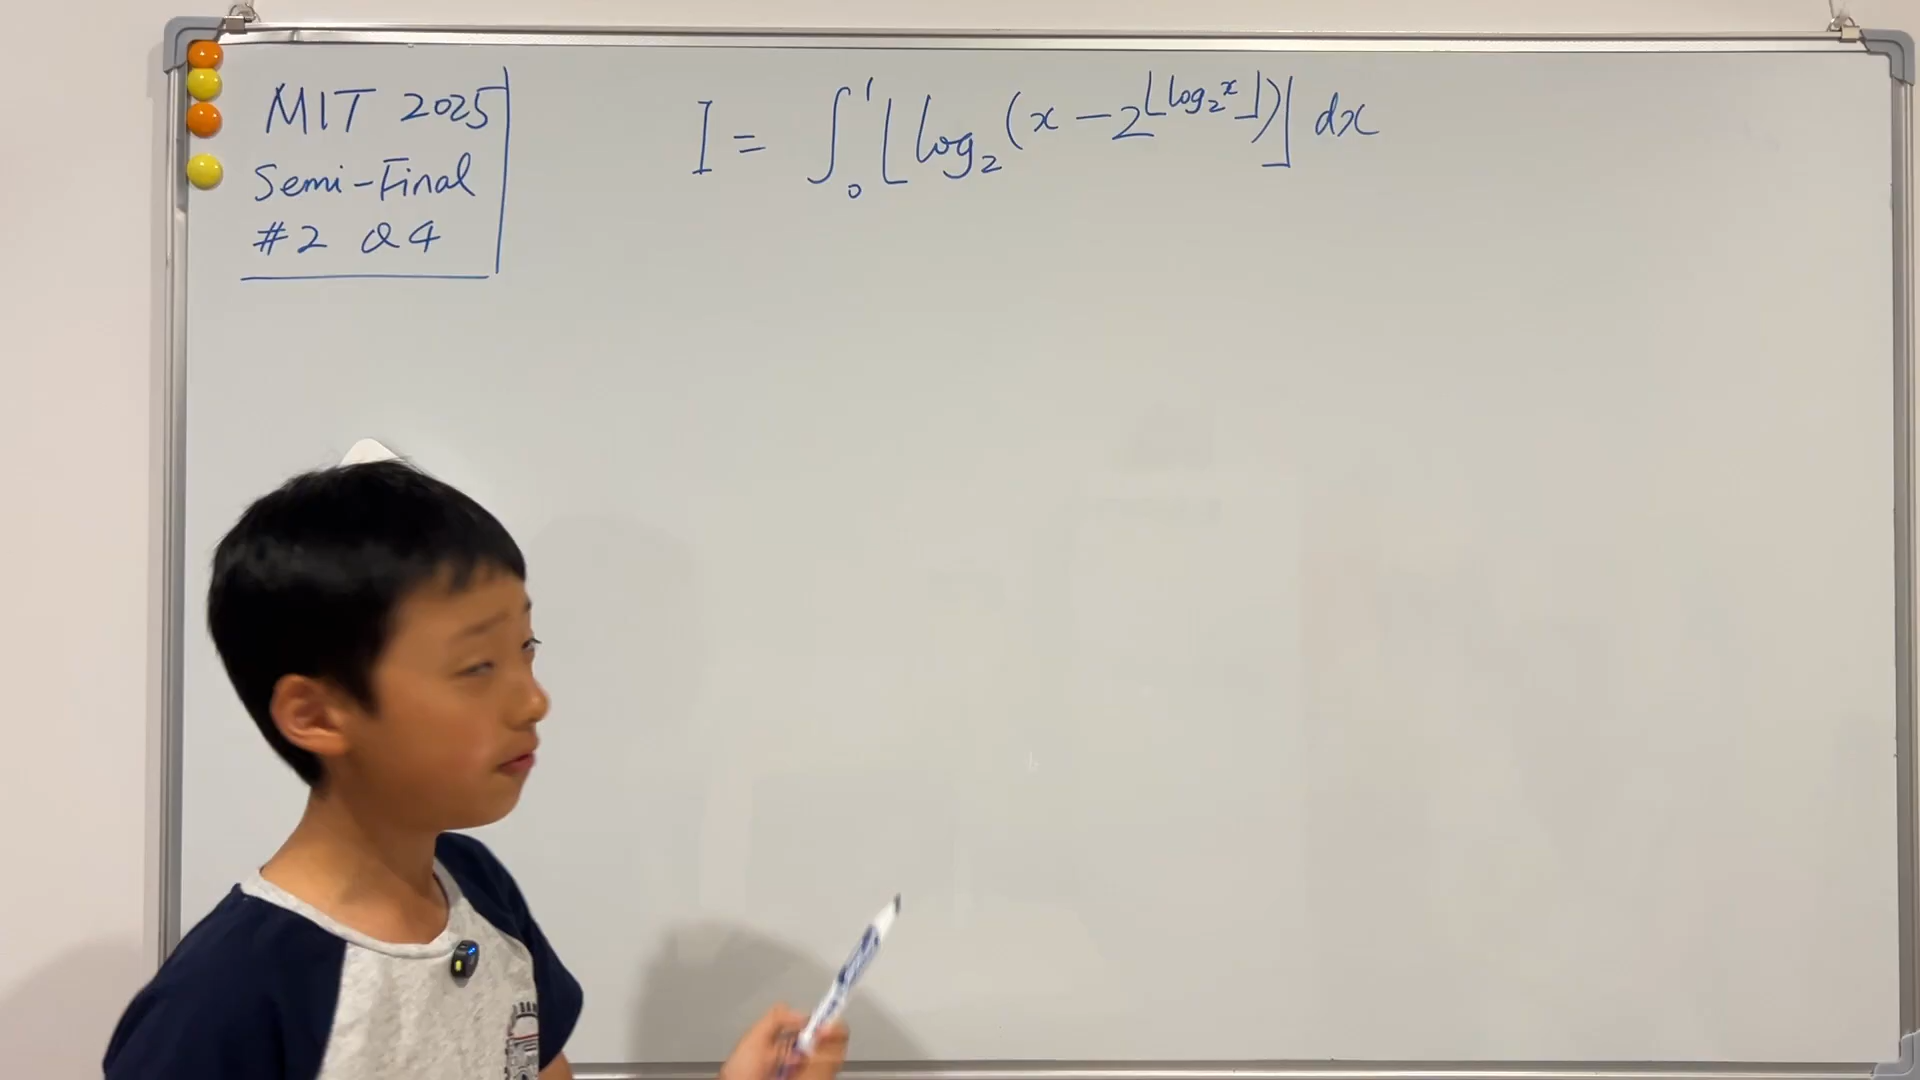 MIT 2025
Semi-Final
#2 Q4
I = ∫₀¹ ⌊log₂(x − 2^⌊log₂x⌋)⌋ dx